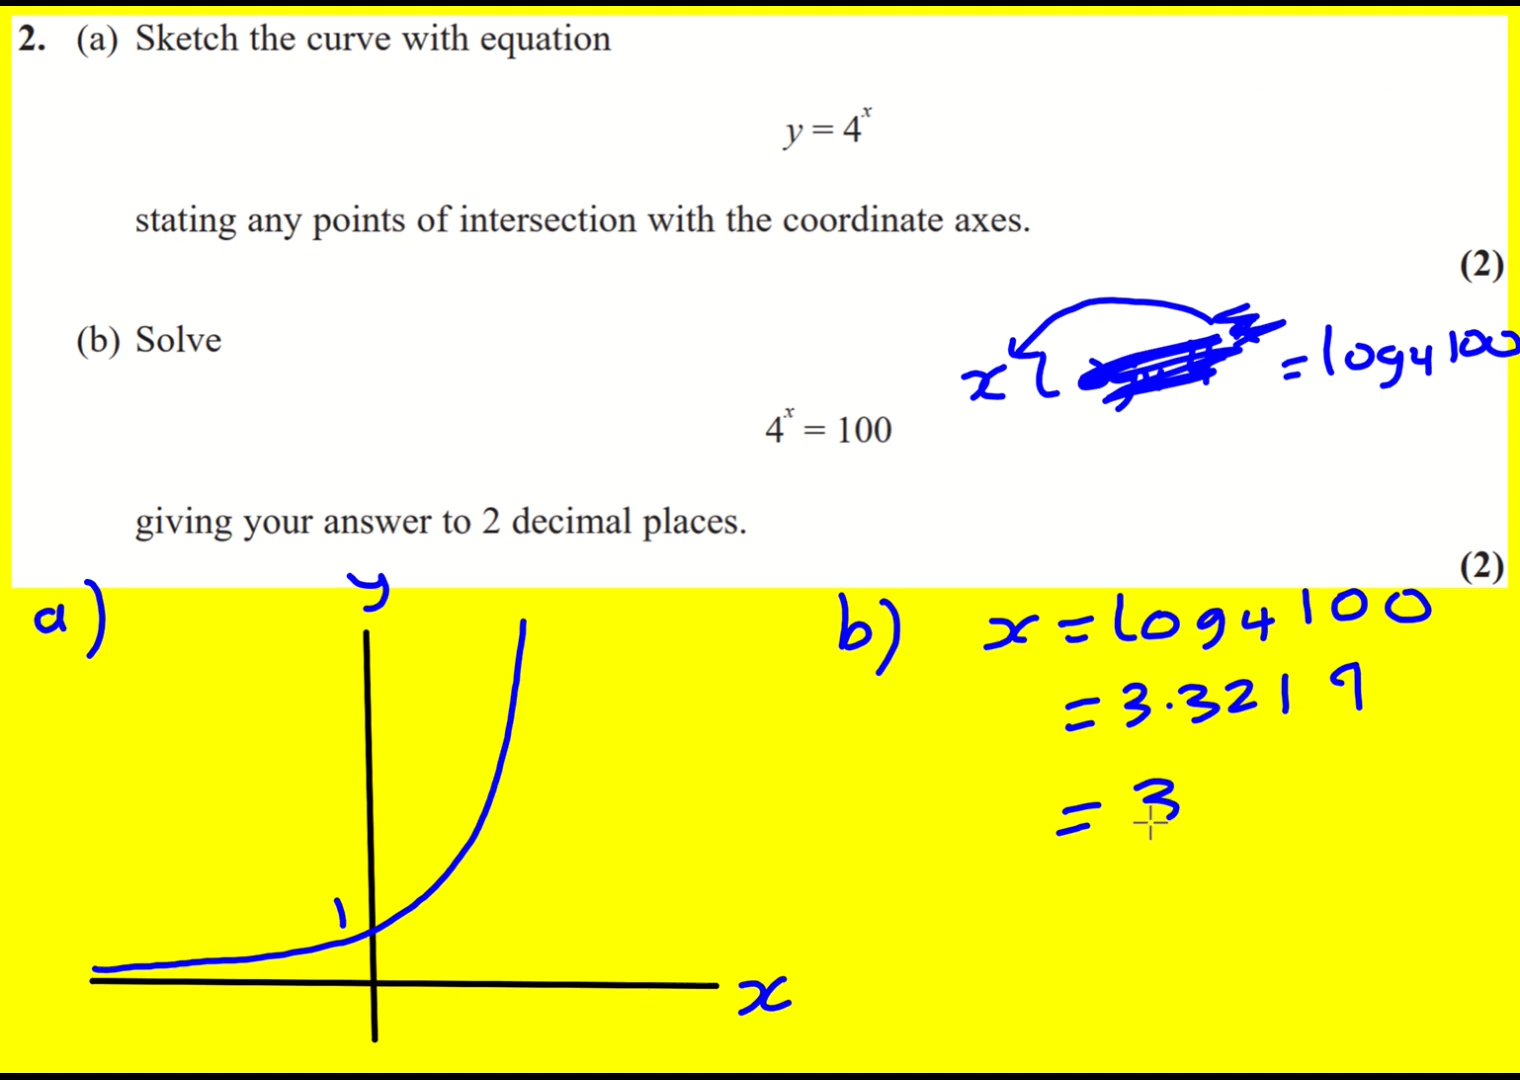 2. (a) Sketch the curve with equation
y = 4^x
stating any points of intersection with the coordinate axes.
(2)
(b) Solve
x = log4 100
4^x = 100
giving your answer to 2 decimal places.
(2)
a)
y
1
x
b) x = log4 100
= 3.3219
= 3